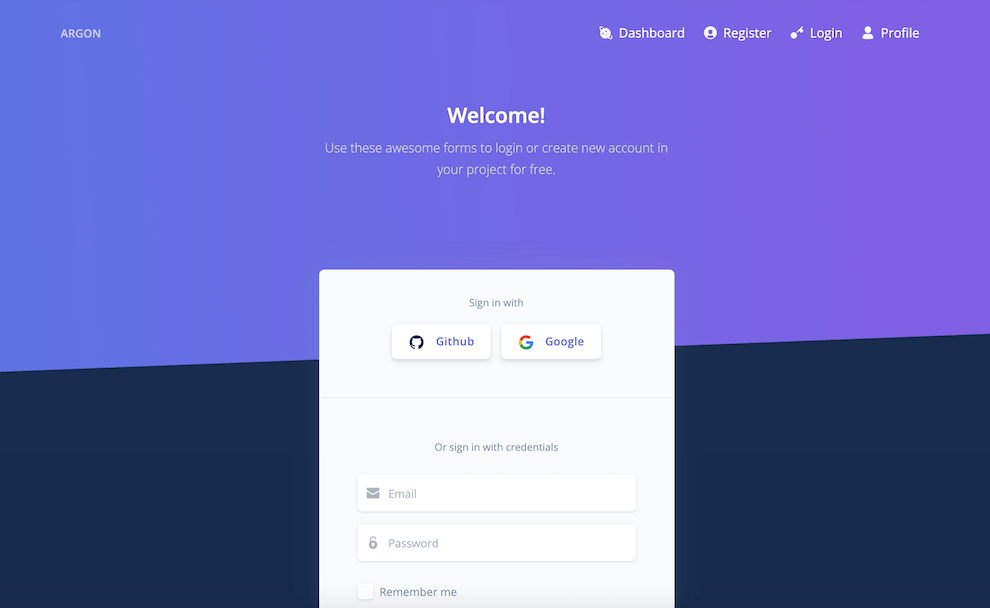 ARGON
Dashboard
Register
Login
Profile
Welcome!
Use these awesome forms to login or create new account in
your project for free.
Sign in with
Github
Google
Or sign in with credentials
Email
Password
Remember me